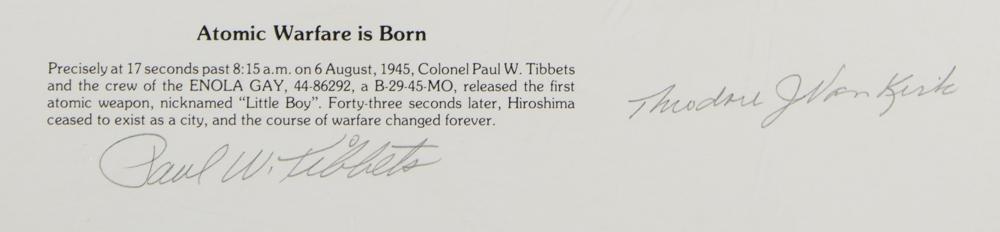 Atomic Warfare is Born
Precisely at 17 seconds past 8:15 a.m. on 6 August, 1945, Colonel Paul W. Tibbets
and the crew of the ENOLA GAY, 44-86292, a B-29-45-MO, released the first
atomic weapon, nicknamed “Little Boy”. Forty-three seconds later, Hiroshima
ceased to exist as a city, and the course of warfare changed forever.
Paul W. Tibbets
Theodore J Van Kirk